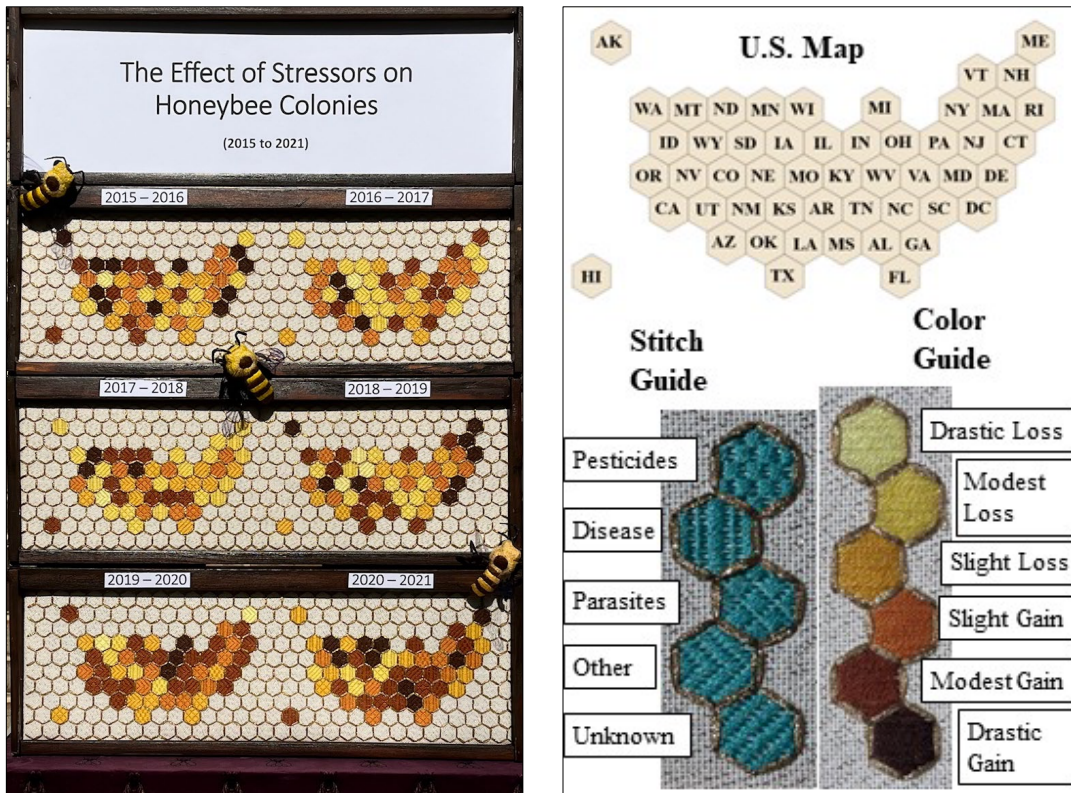 The Effect of Stressors on
Honeybee Colonies
(2015 to 2021)
2015 – 2016
2016 –2017
2017 – 2018
2018 – 2019
2019 – 2020
2020 – 2021
U.S. Map
AK
ME
VT NH
WA MT ND MN WI MI NY MA RI
ID WY SD IA IL IN OH PA NJ CT
OR NV CO NE MO KY WV VA MD DE
CA UT NM KS AR TN NC SC DC
AZ OK LA MS AL GA
HI TX FL
Stitch
Guide
Pesticides
Disease
Parasites
Other
Unknown
Color
Guide
Drastic Loss
Modest
Loss
Slight Loss
Slight Gain
Modest Gain
Drastic
Gain